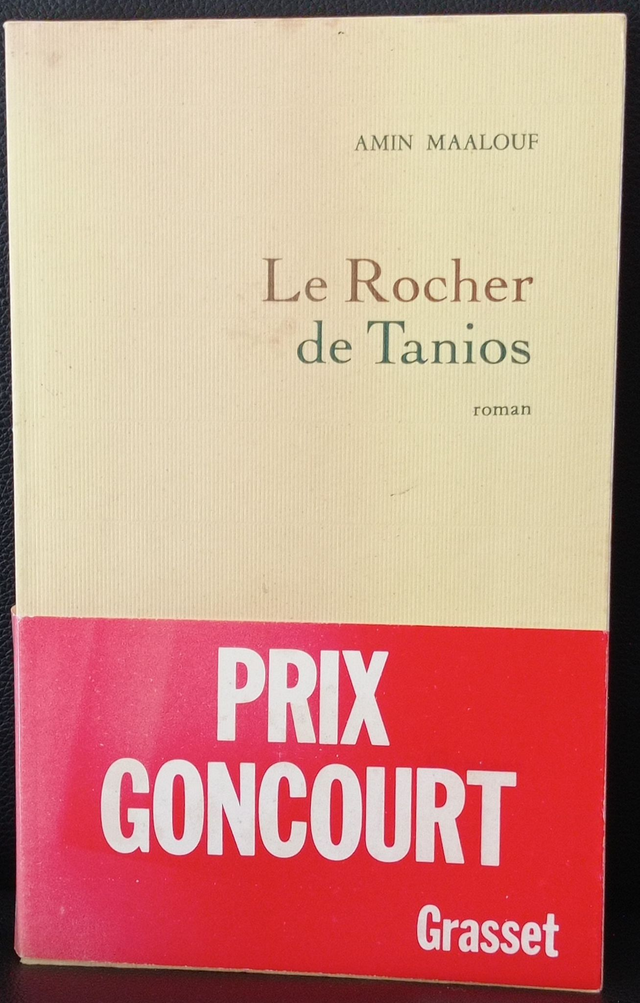 AMIN MAALOUF
Le Rocher
de Tanios
roman
PRIX
GONCOURT
Grasset